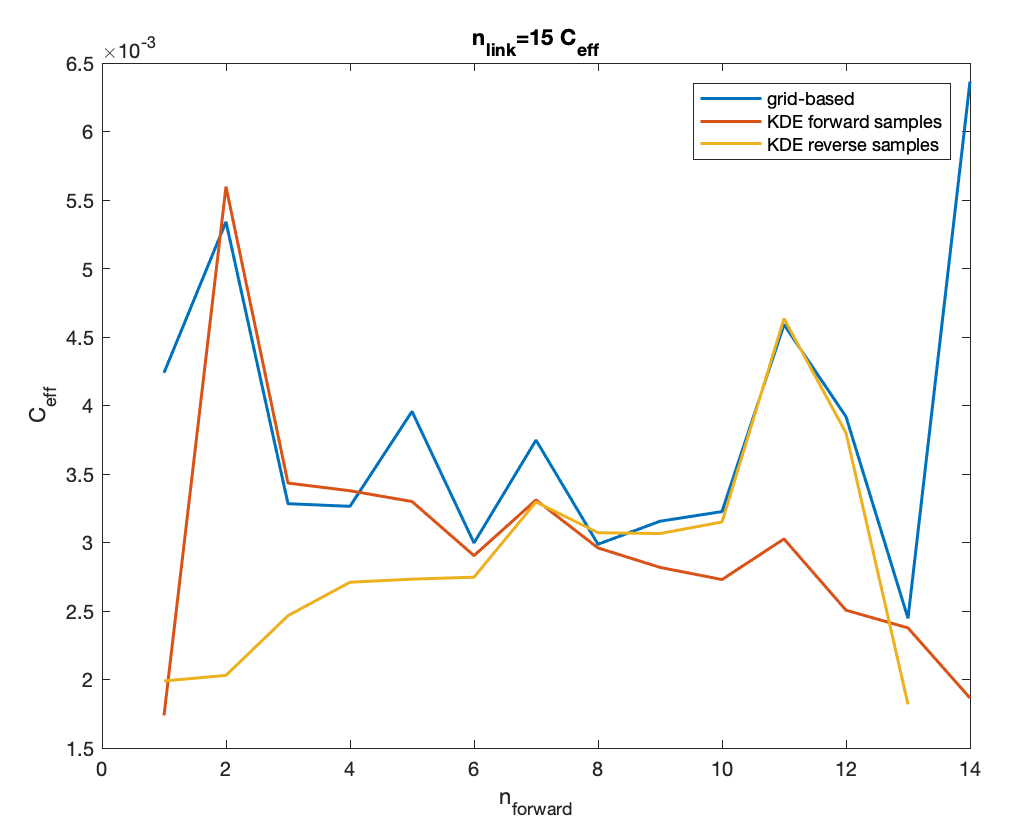 n_link=15 C_eff
×10^-3
6.5
6
5.5
5
4.5
4
3.5
3
2.5
2
1.5
C_eff
grid-based
KDE forward samples
KDE reverse samples
0 2 4 6 8 10 12 14
n_forward